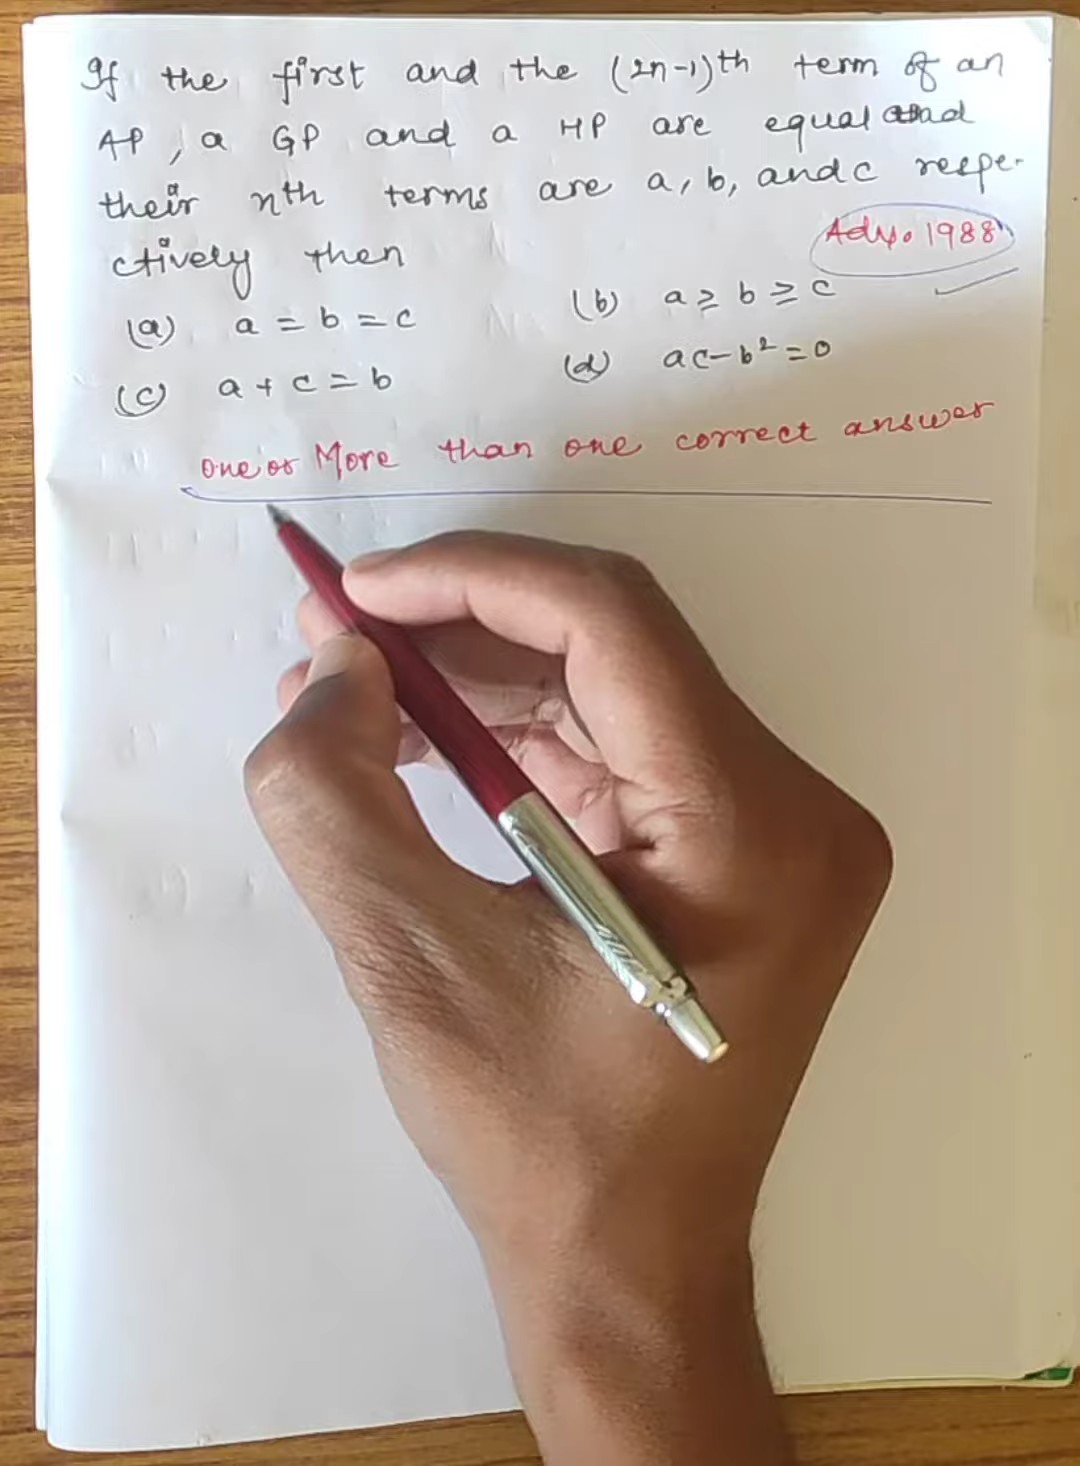 If the first and the (2n-1)th term of an
AP, a GP and a HP are equal and
their nth terms are a, b, and c respe-
ctively then
Adv. 1988
(a) a = b = c
(b) a ≥ b ≥ c
(c) a + c = b
(d) ac - b² = 0
one or More than one correct answer